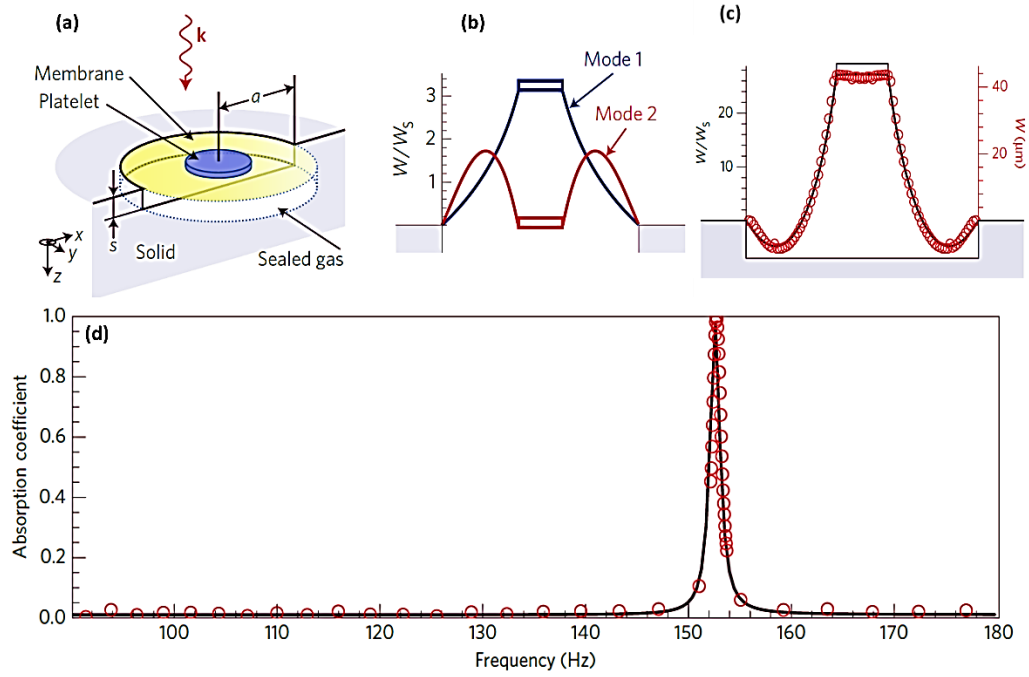 (a)
k
Membrane
Platelet
a
s
Solid
Sealed gas
x
y
z
(b)
Mode 1
Mode 2
W/Ws
3
2
1
(c)
W/Ws
20
10
W (μm)
40
20
0
(d)
Absorption coefficient
1.0
0.8
0.6
0.4
0.2
0.0
100 110 120 130 140 150 160 170 180
Frequency (Hz)